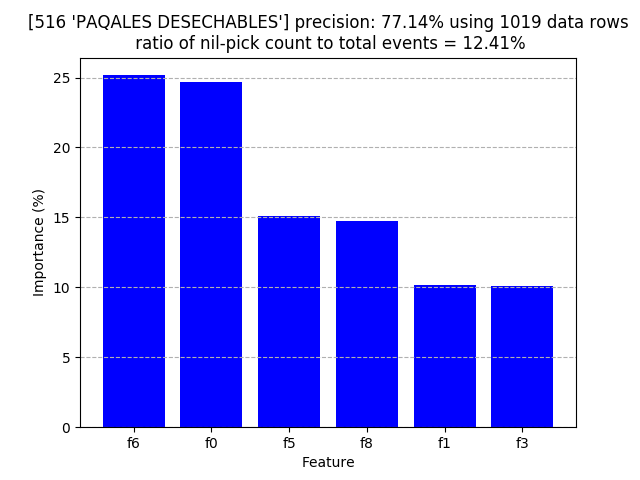 [516 'PAQALES DESECHABLES'] precision: 77.14% using 1019 data rows
ratio of nil-pick count to total events = 12.41%
25
20
15
10
5
0
Importance (%)
f6 f0 f5 f8 f1 f3
Feature